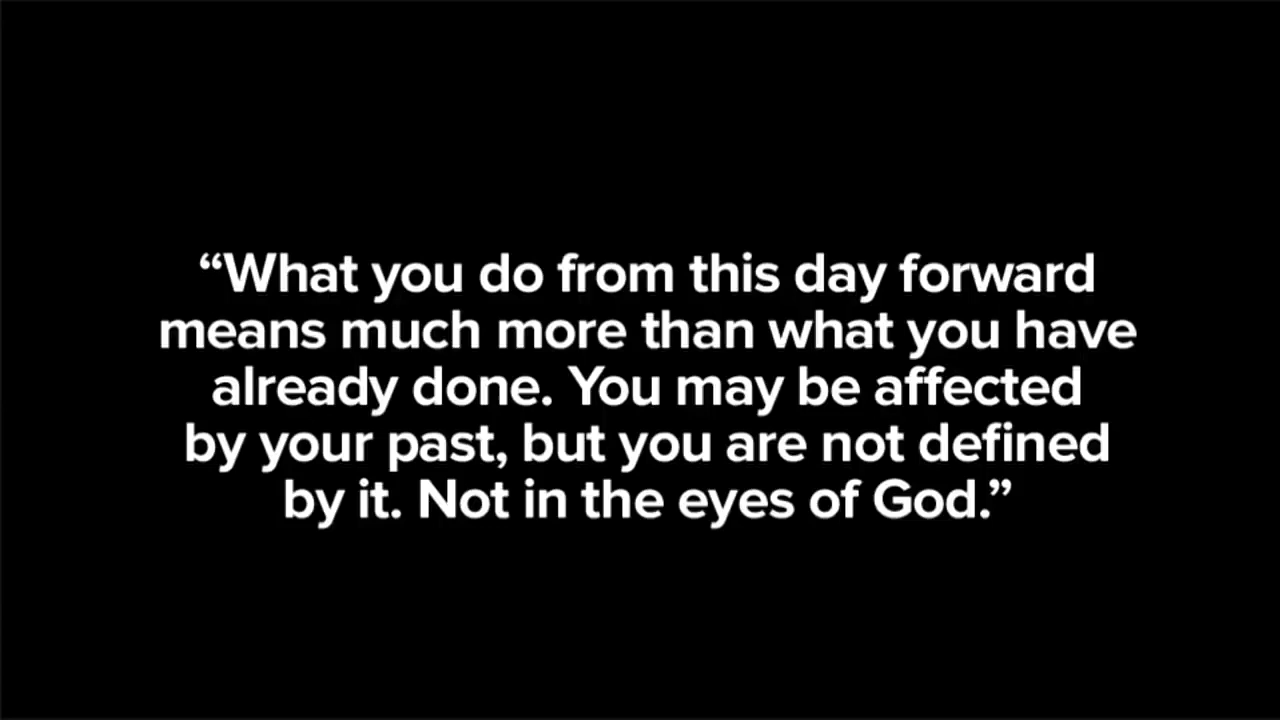 “What you do from this day forward
means much more than what you have
already done. You may be affected
by your past, but you are not defined
by it. Not in the eyes of God.”